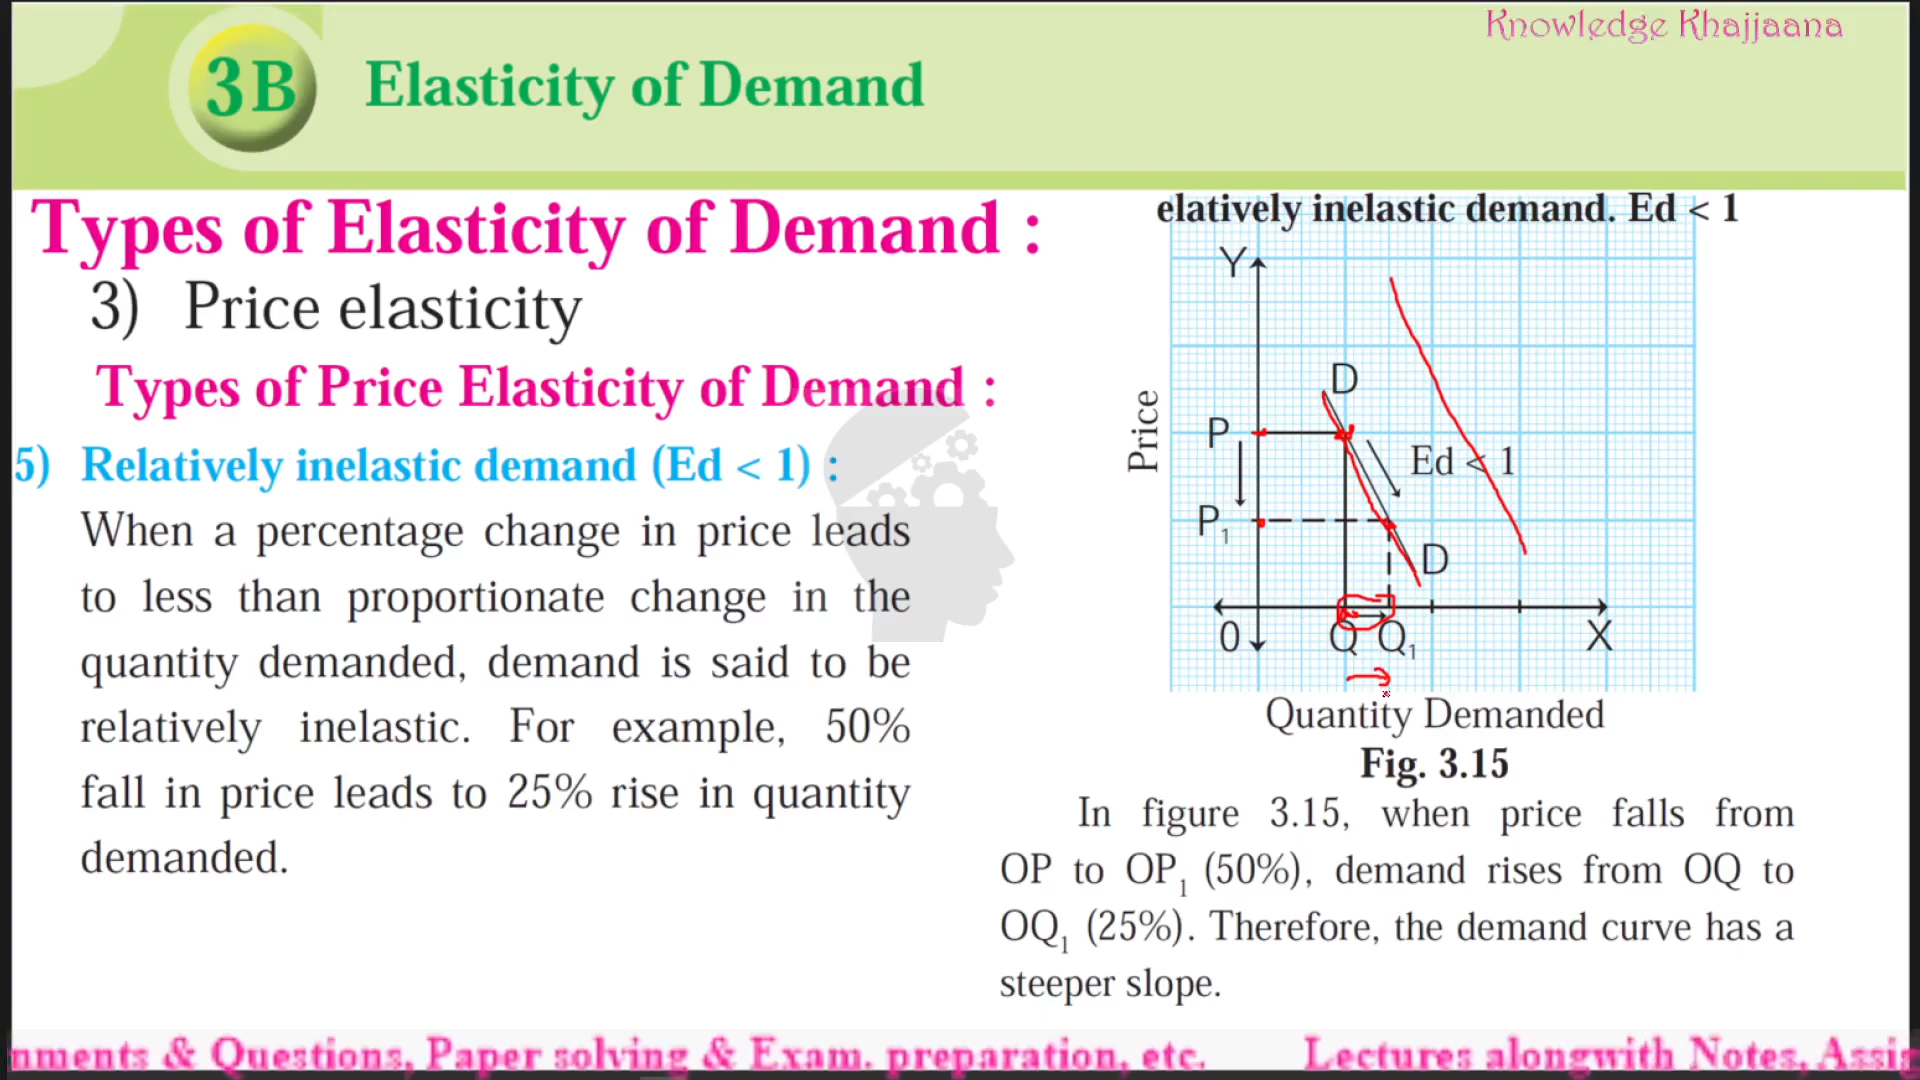 Knowledge Khajjaana
3B Elasticity of Demand
Types of Elasticity of Demand :
3) Price elasticity
Types of Price Elasticity of Demand :
5) Relatively inelastic demand (Ed < 1) :
When a percentage change in price leads
to less than proportionate change in the
quantity demanded, demand is said to be
relatively inelastic. For example, 50%
fall in price leads to 25% rise in quantity
demanded.
elatively inelastic demand. Ed < 1
Y
D
Price
P
Ed < 1
P1
D
0 Q Q1 X
Quantity Demanded
Fig. 3.15
In figure 3.15, when price falls from
OP to OP1 (50%), demand rises from OQ to
OQ1 (25%). Therefore, the demand curve has a
steeper slope.
nments & Questions, Paper solving & Exam. preparation, etc. Lectures alongwith Notes, Assig